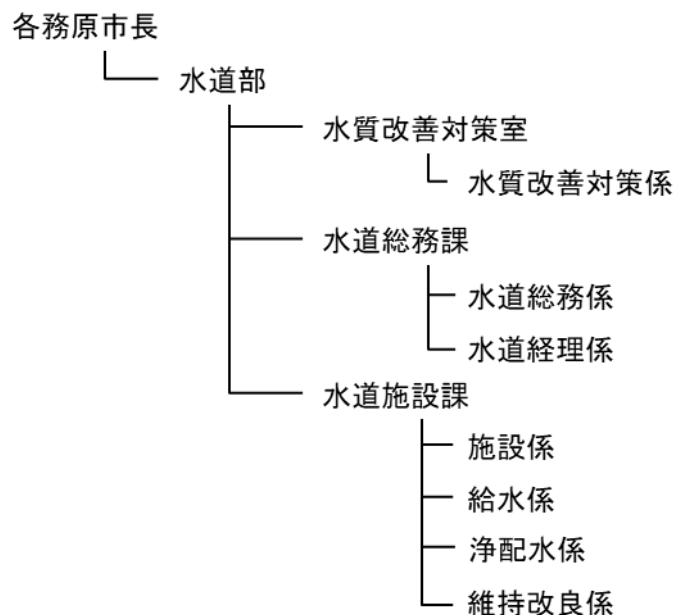 各務原市長
水道部
水質改善対策室
水質改善対策係
水道総務課
水道総務係
水道経理係
水道施設課
施設係
給水係
浄配水係
維持改良係